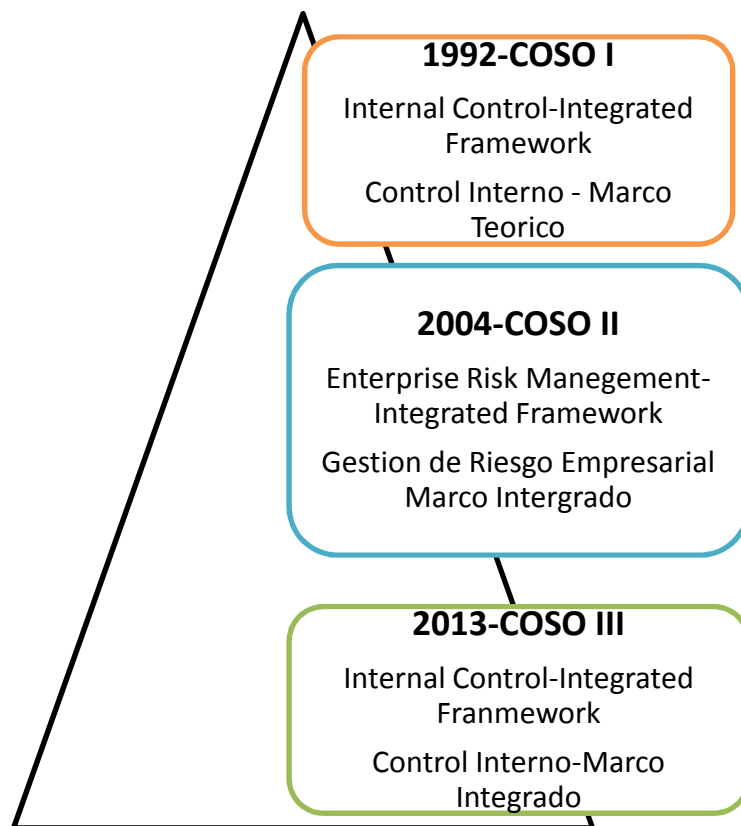 1992-COSO I
Internal Control-Integrated
Framework
Control Interno - Marco
Teorico
2004-COSO II
Enterprise Risk Manegement-
Integrated Framework
Gestion de Riesgo Empresarial
Marco Intergrado
2013-COSO III
Internal Control-Integrated
Franmework
Control Interno-Marco
Integrado